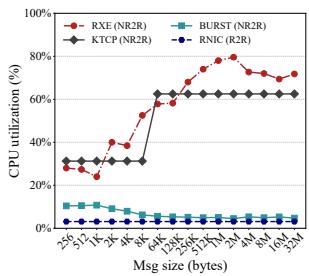 100%
80%
60%
40%
20%
0%
CPU utilization (%)
RXE (NR2R)
KTCP (NR2R)
BURST (NR2R)
RNIC (R2R)
256
512
1K
2K
4K
8K
64K
128K
256K
512K
1M
2M
4M
8M
16M
32M
Msg size (bytes)